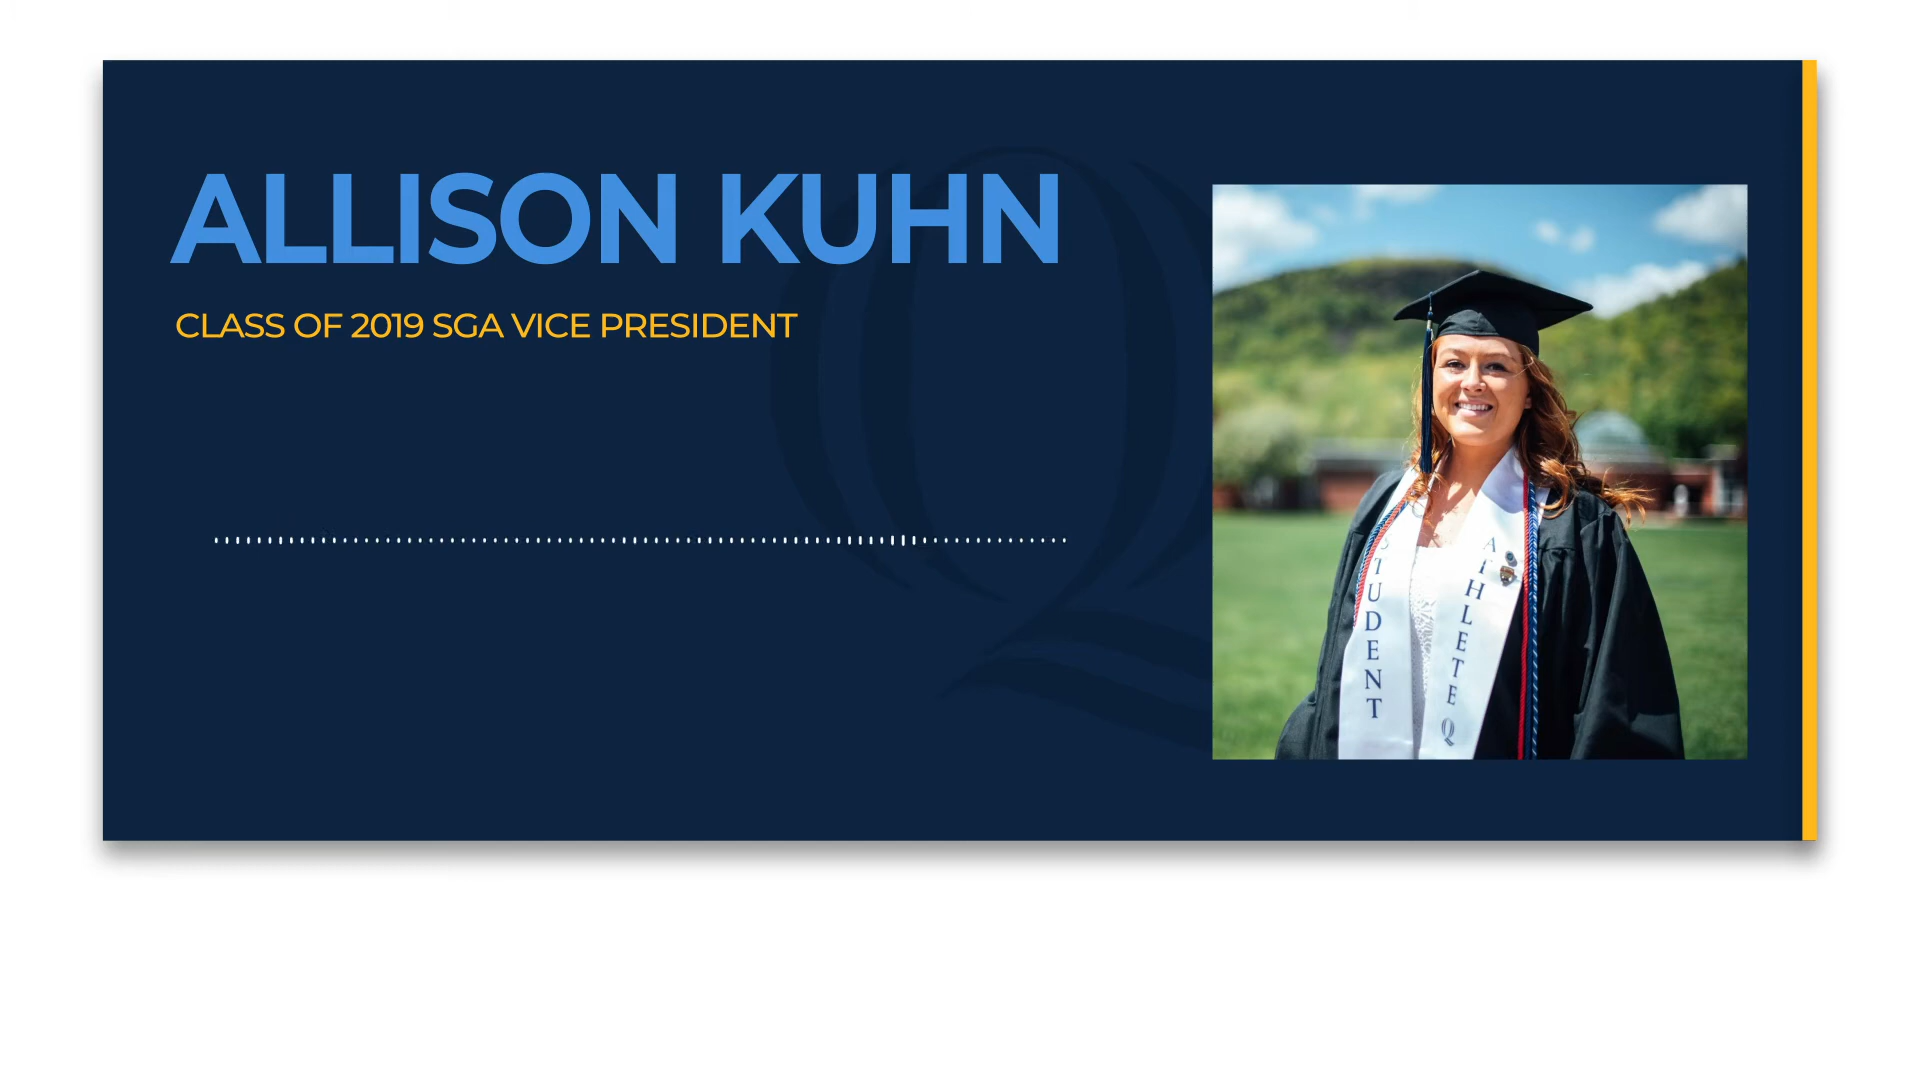 ALLISON KUHN
CLASS OF 2019 SGA VICE PRESIDENT
STUDENT
ATHLETE
Q